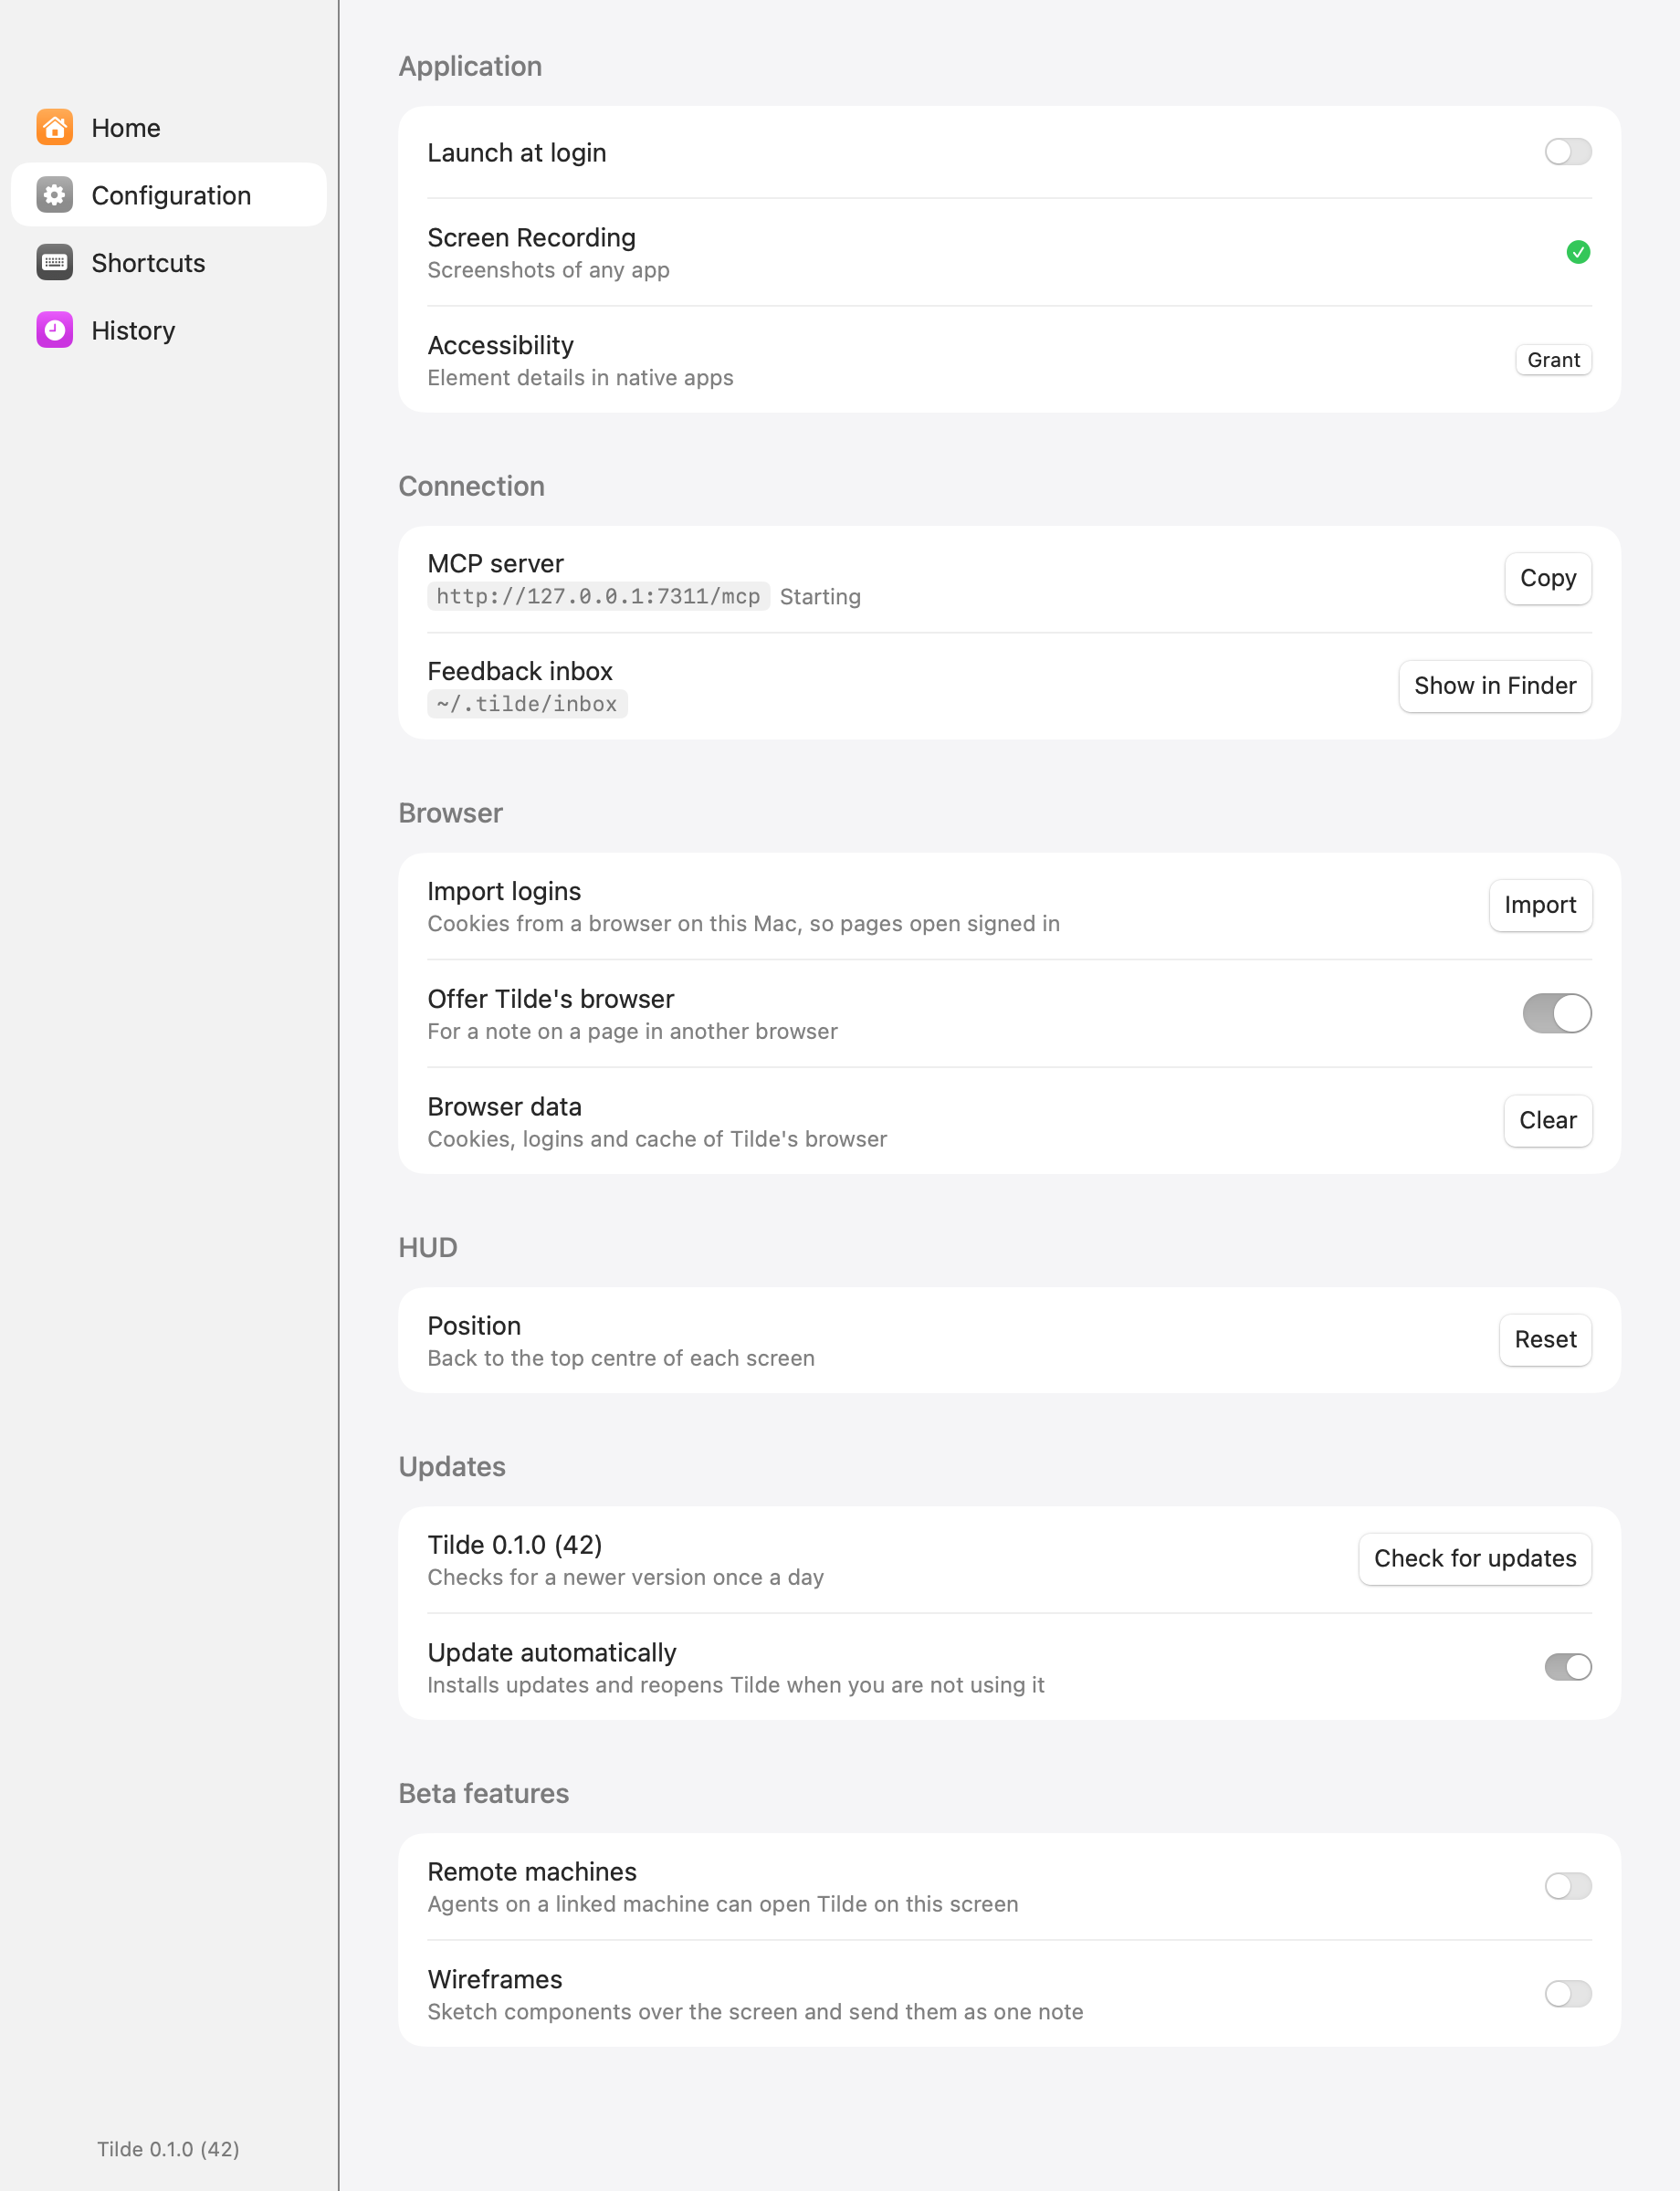 Home
Configuration
Shortcuts
History
Tilde 0.1.0 (42)
Application
Launch at login
Screen Recording
Screenshots of any app
Accessibility
Element details in native apps
Grant
Connection
MCP server
http://127.0.0.1:7311/mcp Starting
Copy
Feedback inbox
~/.tilde/inbox
Show in Finder
Browser
Import logins
Cookies from a browser on this Mac, so pages open signed in
Import
Offer Tilde's browser
For a note on a page in another browser
Browser data
Cookies, logins and cache of Tilde's browser
Clear
HUD
Position
Back to the top centre of each screen
Reset
Updates
Tilde 0.1.0 (42)
Checks for a newer version once a day
Check for updates
Update automatically
Installs updates and reopens Tilde when you are not using it
Beta features
Remote machines
Agents on a linked machine can open Tilde on this screen
Wireframes
Sketch components over the screen and send them as one note